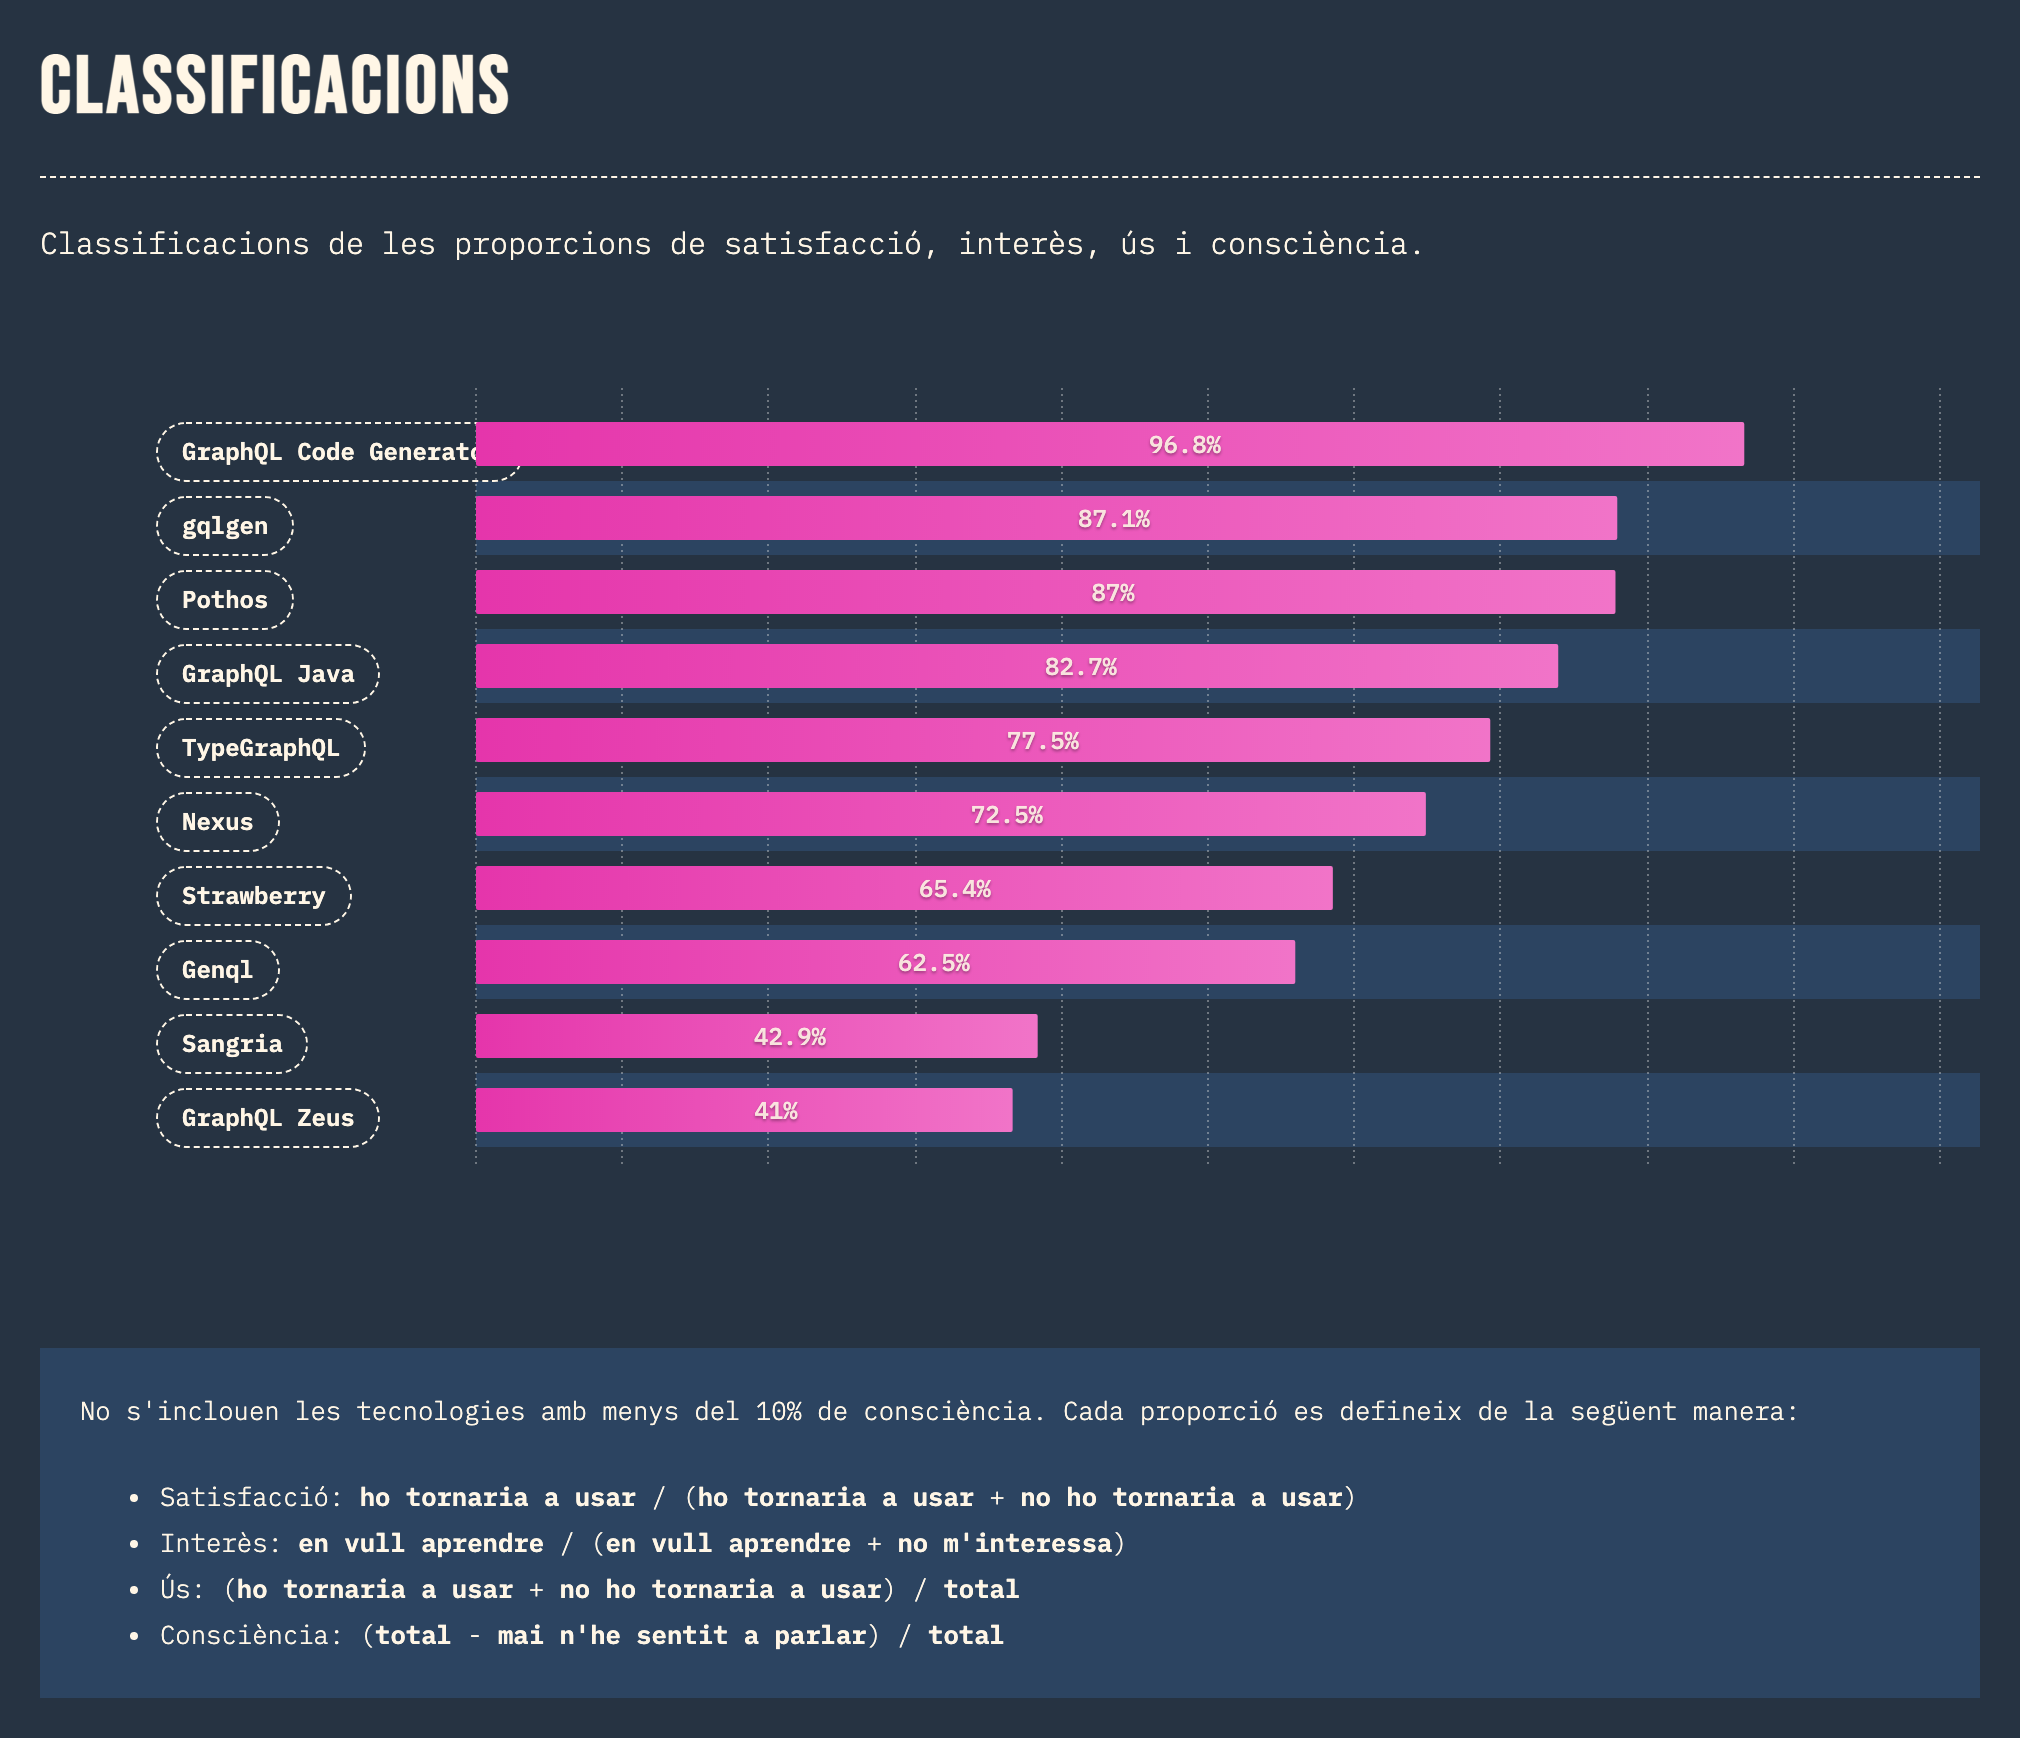 CLASSIFICACIONS
Classificacions de les proporcions de satisfacció, interès, ús i consciència.
GraphQL Code Generato
96.8%
gqlgen
87.1%
Pothos
87%
GraphQL Java
82.7%
TypeGraphQL
77.5%
Nexus
72.5%
Strawberry
65.4%
Genql
62.5%
Sangria
42.9%
GraphQL Zeus
41%
No s'inclouen les tecnologies amb menys del 10% de consciència. Cada proporció es defineix de la següent manera:
• Satisfacció: ho tornaria a usar / (ho tornaria a usar + no ho tornaria a usar)
• Interès: en vull aprendre / (en vull aprendre + no m'interessa)
• Ús: (ho tornaria a usar + no ho tornaria a usar) / total
• Consciència: (total - mai n'he sentit a parlar) / total